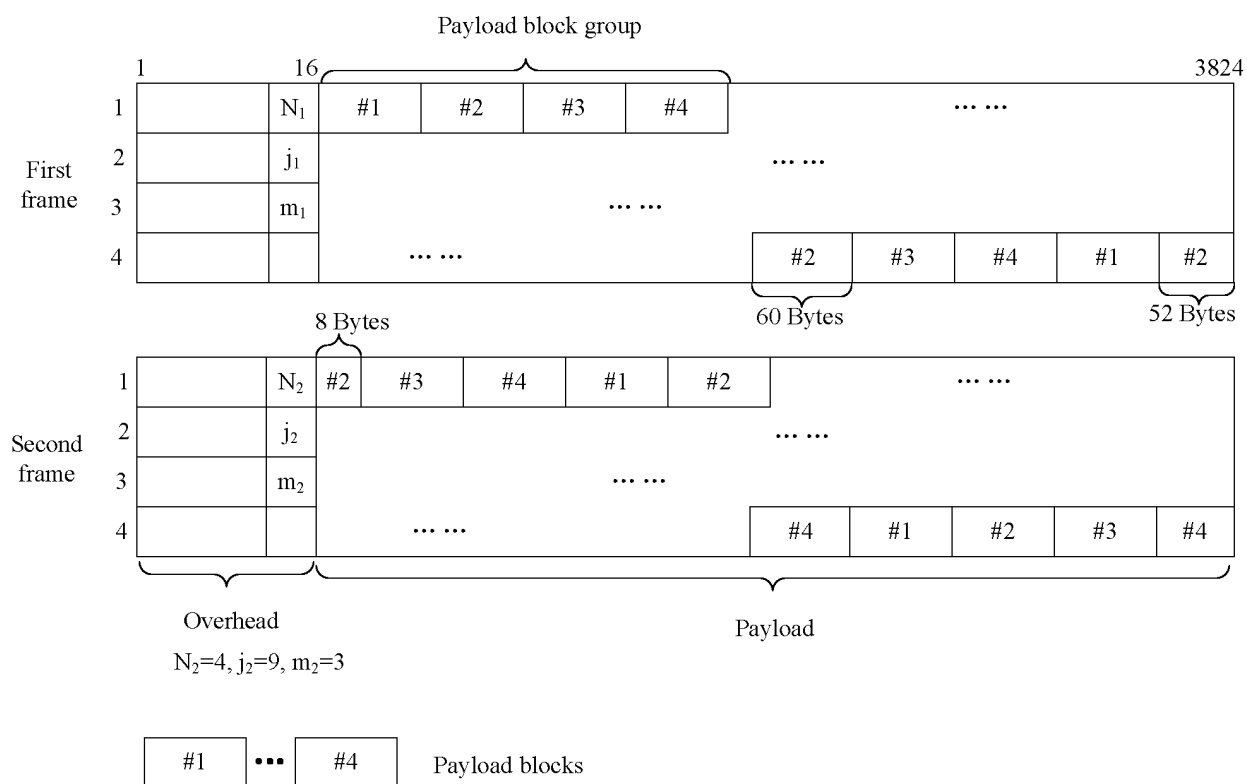 Payload block group
1 16 3824
1 N₁ #1 #2 #3 #4 ... ...
2 j₁ ... ...
First frame
3 m₁ ... ...
4 ... ... #2 #3 #4 #1 #2
8 Bytes 60 Bytes 52 Bytes
1 N₂ #2 #3 #4 #1 #2 ... ...
2 j₂ ... ...
Second frame
3 m₂ ... ...
4 ... ... #4 #1 #2 #3 #4
Overhead Payload
N₂=4, j₂=9, m₂=3
#1 ... #4 Payload blocks